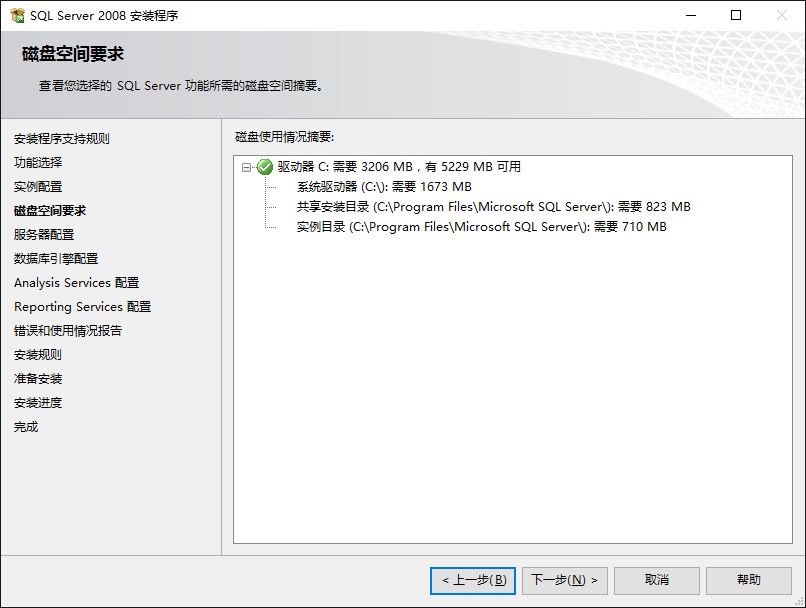 SQL Server 2008 安装程序
磁盘空间要求
查看您选择的 SQL Server 功能所需的磁盘空间摘要。
安装程序支持规则
功能选择
实例配置
磁盘空间要求
服务器配置
数据库引擎配置
Analysis Services 配置
Reporting Services 配置
错误和使用情况报告
安装规则
准备安装
安装进度
完成
磁盘使用情况摘要:
驱动器 C: 需要 3206 MB，有 5229 MB 可用
系统驱动器 (C:\): 需要 1673 MB
共享安装目录 (C:\Program Files\Microsoft SQL Server\): 需要 823 MB
实例目录 (C:\Program Files\Microsoft SQL Server\): 需要 710 MB
< 上一步(B)
下一步(N) >
取消
帮助